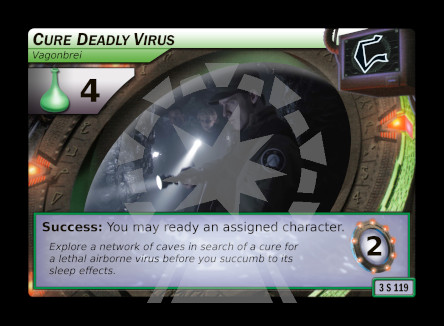 Cure Deadly Virus
Vagonbrei
4
Success: You may ready an assigned character.
Explore a network of caves in search of a cure for
a lethal airborne virus before you succumb to its
sleep effects.
2
3 S 119